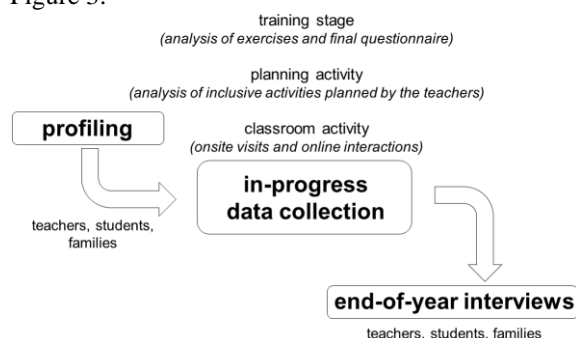 Figure 3.
training stage
(analysis of exercises and final questionnaire)
planning activity
(analysis of inclusive activities planned by the teachers)
profiling
classroom activity
(onsite visits and online interactions)
in-progress
data collection
teachers, students,
families
end-of-year interviews
teachers, students, families